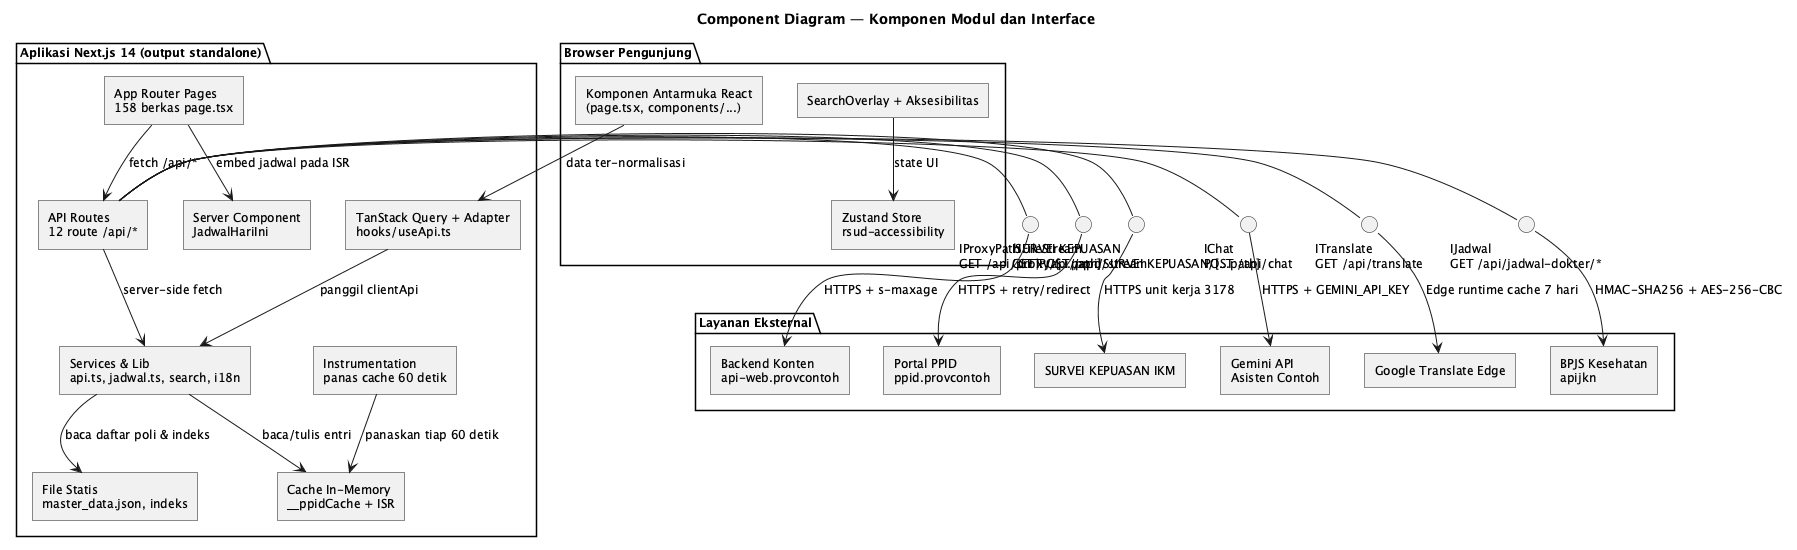 Component Diagram — Komponen Modul dan Interface
Aplikasi Next.js 14 (output standalone)
App Router Pages
158 berkas page.tsx
fetch /api/*
embed jadwal pada ISR
API Routes
12 route /api/*
Server Component
JadwalHariIni
TanStack Query + Adapter
hooks/useApi.ts
server-side fetch
panggil clientApi
Services & Lib
api.ts, jadwal.ts, search, i18n
Instrumentation
panas cache 60 detik
baca daftar poli & indeks
baca/tulis entri
panaskan tiap 60 detik
File Statis
master_data.json, indeks
Cache In-Memory
__ppidCache + ISR
Browser Pengunjung
Komponen Antarmuka React
(page.tsx, components/...)
SearchOverlay + Aksesibilitas
data ter-normalisasi
state UI
Zustand Store
rsud-accessibility
SURVEI KEPUASAN
IChat
/api/chat
ITranslate
GET /api/translate
IJadwal
GET /api/jadwal-dokter/*
HTTPS + s-maxage
HTTPS + retry/redirect
HTTPS unit kerja 3178
HTTPS + GEMINI_API_KEY
Edge runtime cache 7 hari
HMAC-SHA256 + AES-256-CBC
Layanan Eksternal
Backend Konten
api-web.provcontoh
Portal PPID
ppid.provcontoh
SURVEI KEPUASAN IKM
Gemini API
Asisten Contoh
Google Translate Edge
BPJS Kesehatan
apijkn